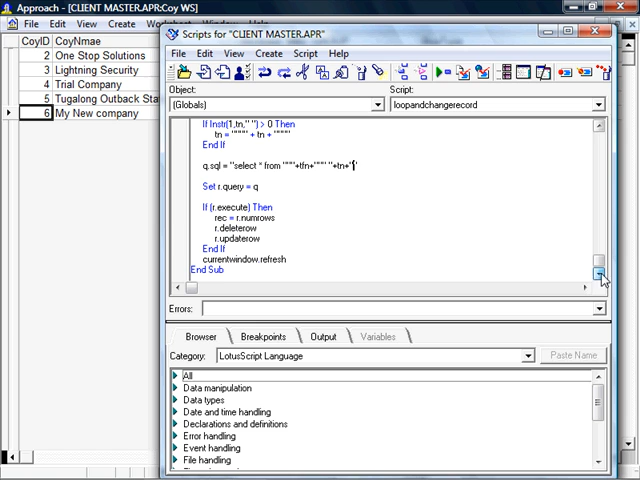 Approach - [CLIENT MASTER.APR:Coy WS]
File Edit View Create Worksheet
CoyID CoyNmae
2 One Stop Solutions
3 Lightning Security
4 Trial Company
5 Tugalong Outback Sta
6 My New company
Scripts for "CLIENT MASTER.APR"
File Edit View Create Script Help
Object: Script:
(Globals) loopandchangerecord
If Instr(1,tn," ") > 0 Then
tn = """" + tn + """"
End If
q.sql = "select * from """+tfn+""" "+tn+"
Set r.query = q
If (r.execute) Then
rec = r.numrows
r.deleterow
r.updaterow
End If
currentwindow.refresh
End Sub
Errors:
Browser Breakpoints Output Variables
Category: LotusScript Language Paste Name
All
Data manipulation
Data types
Date and time handling
Declarations and definitions
Error handling
Event handling
File handling